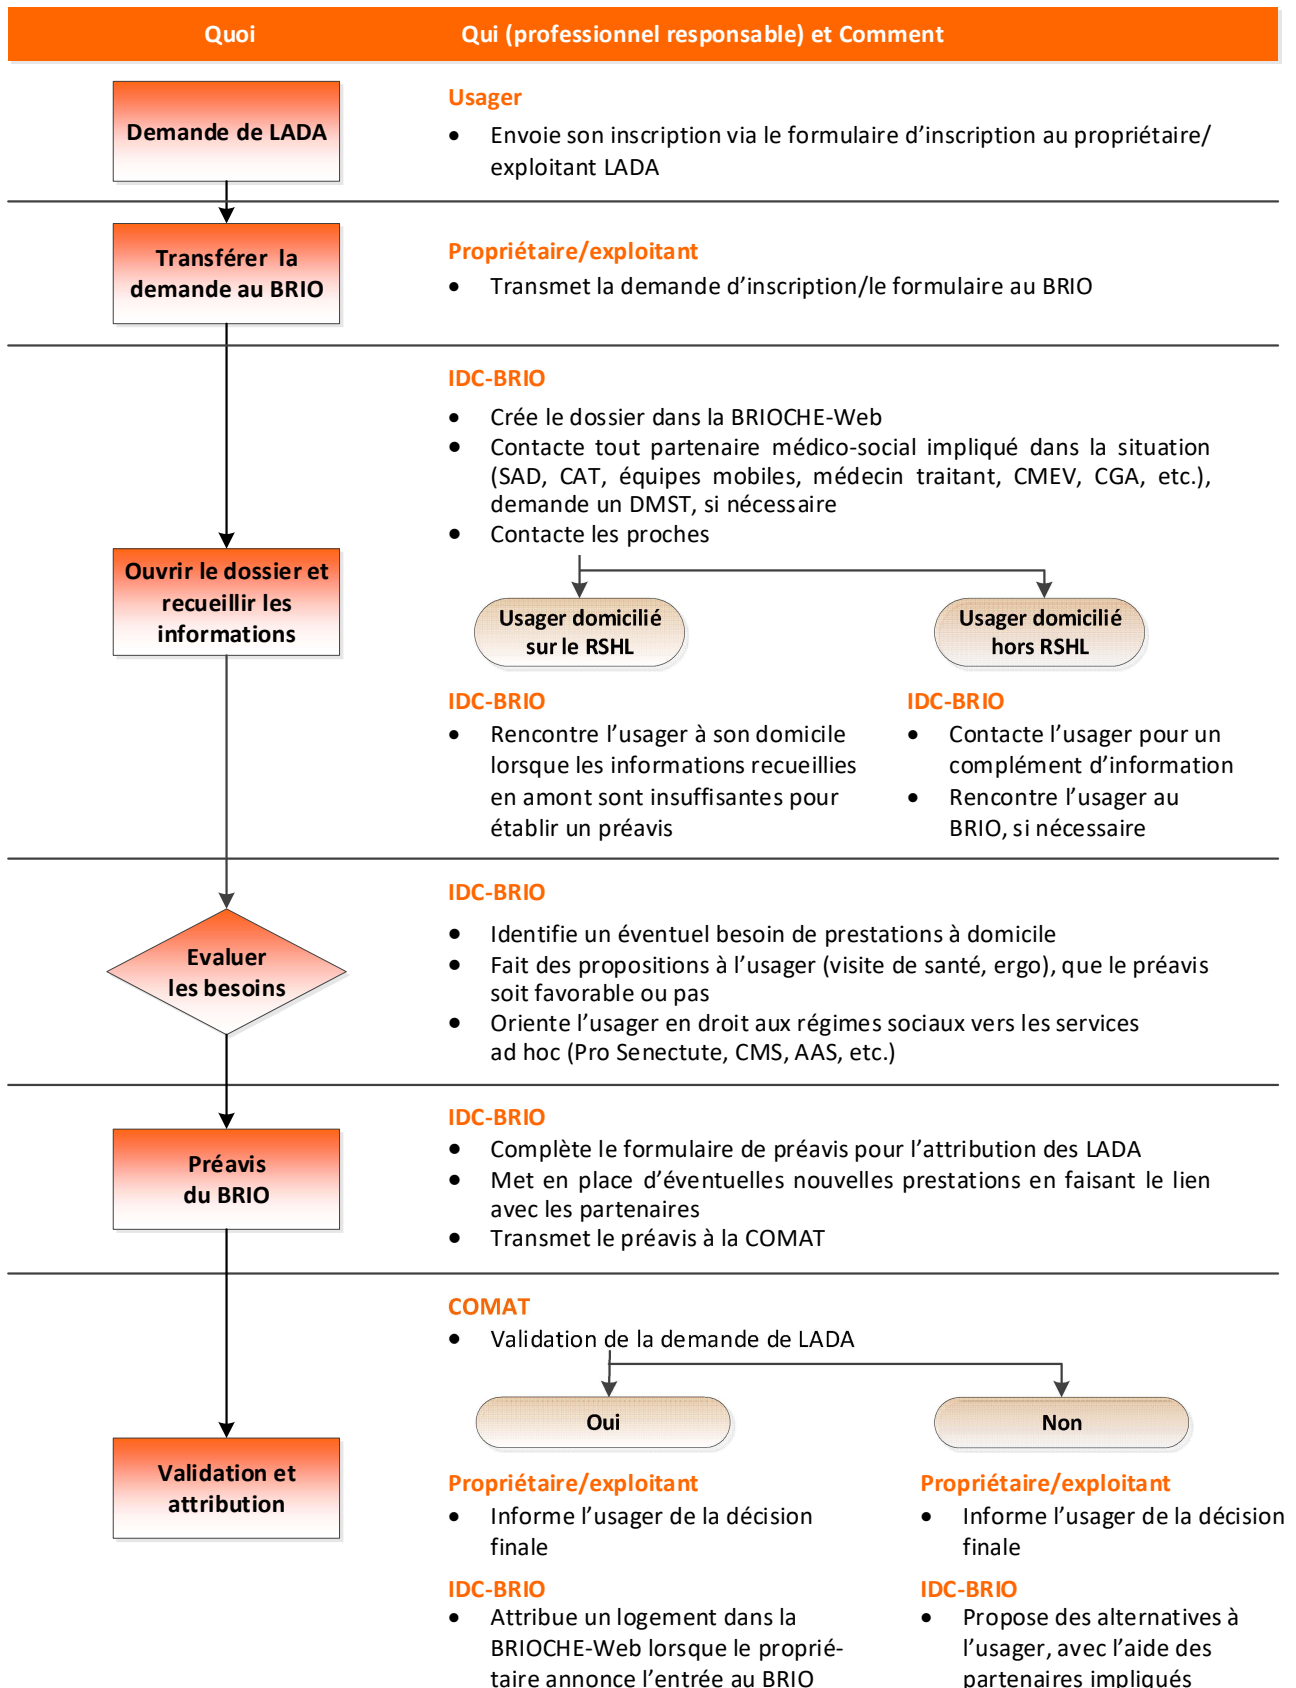 Quoi
Qui (professionnel responsable) et Comment
Demande de LADA
Usager
• Envoie son inscription via le formulaire d’inscription au propriétaire/
exploitant LADA
Transférer la
demande au BRIO
Propriétaire/exploitant
• Transmet la demande d’inscription/le formulaire au BRIO
Ouvrir le dossier et
recueillir les
informations
IDC-BRIO
• Crée le dossier dans la BRIOCHE-Web
• Contacte tout partenaire médico-social impliqué dans la situation
(SAD, CAT, équipes mobiles, médecin traitant, CMEV, CGA, etc.),
demande un DMST, si nécessaire
• Contacte les proches
Usager domicilié
sur le RSHL
IDC-BRIO
• Rencontre l’usager à son domicile
lorsque les informations recueillies
en amont sont insuffisantes pour
établir un préavis
Usager domicilié
hors RSHL
IDC-BRIO
• Contacte l’usager pour un
complément d’information
• Rencontre l’usager au
BRIO, si nécessaire
Evaluer
les besoins
IDC-BRIO
• Identifie un éventuel besoin de prestations à domicile
• Fait des propositions à l’usager (visite de santé, ergo), que le préavis
soit favorable ou pas
• Oriente l’usager en droit aux régimes sociaux vers les services
ad hoc (Pro Senectute, CMS, AAS, etc.)
Préavis
du BRIO
IDC-BRIO
• Complète le formulaire de préavis pour l’attribution des LADA
• Met en place d’éventuelles nouvelles prestations en faisant le lien
avec les partenaires
• Transmet le préavis à la COMAT
Validation et
attribution
COMAT
• Validation de la demande de LADA
Oui
Propriétaire/exploitant
• Informe l’usager de la décision
finale
IDC-BRIO
• Attribue un logement dans la
BRIOCHE-Web lorsque le proprié-
taire annonce l’entrée au BRIO
Non
Propriétaire/exploitant
• Informe l’usager de la décision
finale
IDC-BRIO
• Propose des alternatives à
l’usager, avec l’aide des
partenaires impliqués